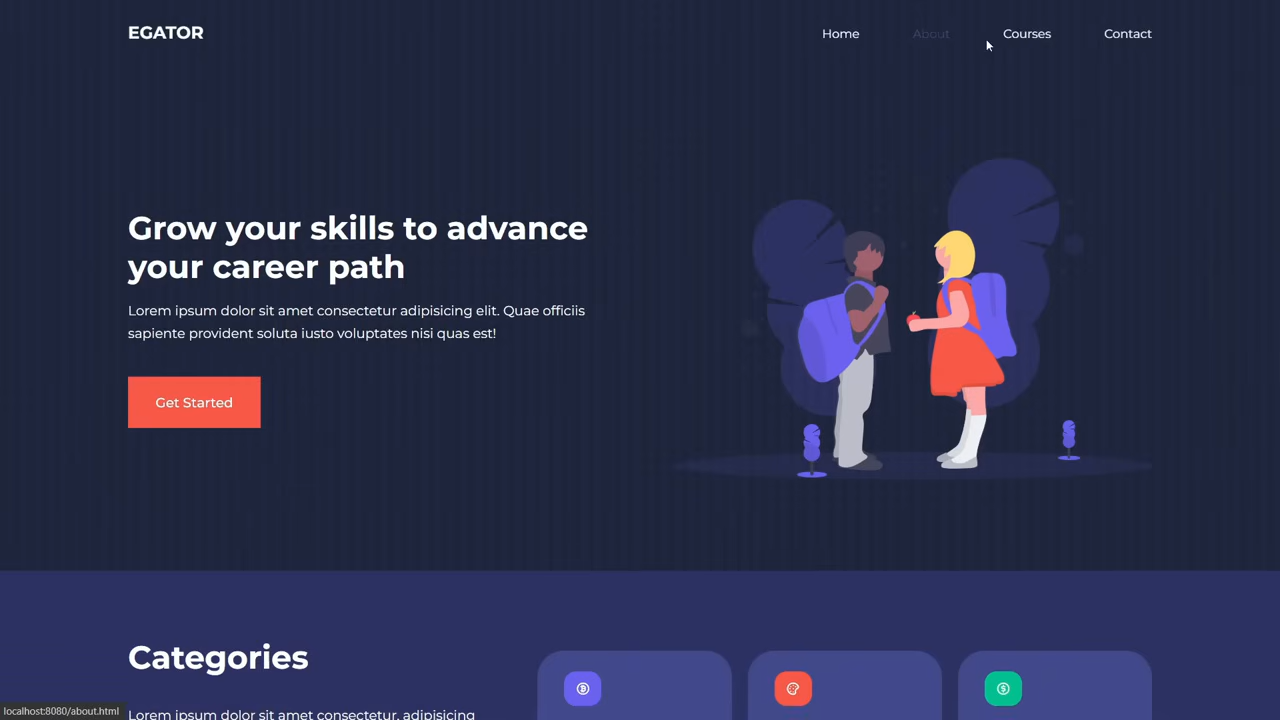 EGATOR
Home
About
Courses
Contact
Grow your skills to advance
your career path
Lorem ipsum dolor sit amet consectetur adipisicing elit. Quae officiis
sapiente provident soluta iusto voluptates nisi quas est!
Get Started
Categories
Lorem ipsum dolor sit amet consectetur, adipisicing
localhost:8080/about.html